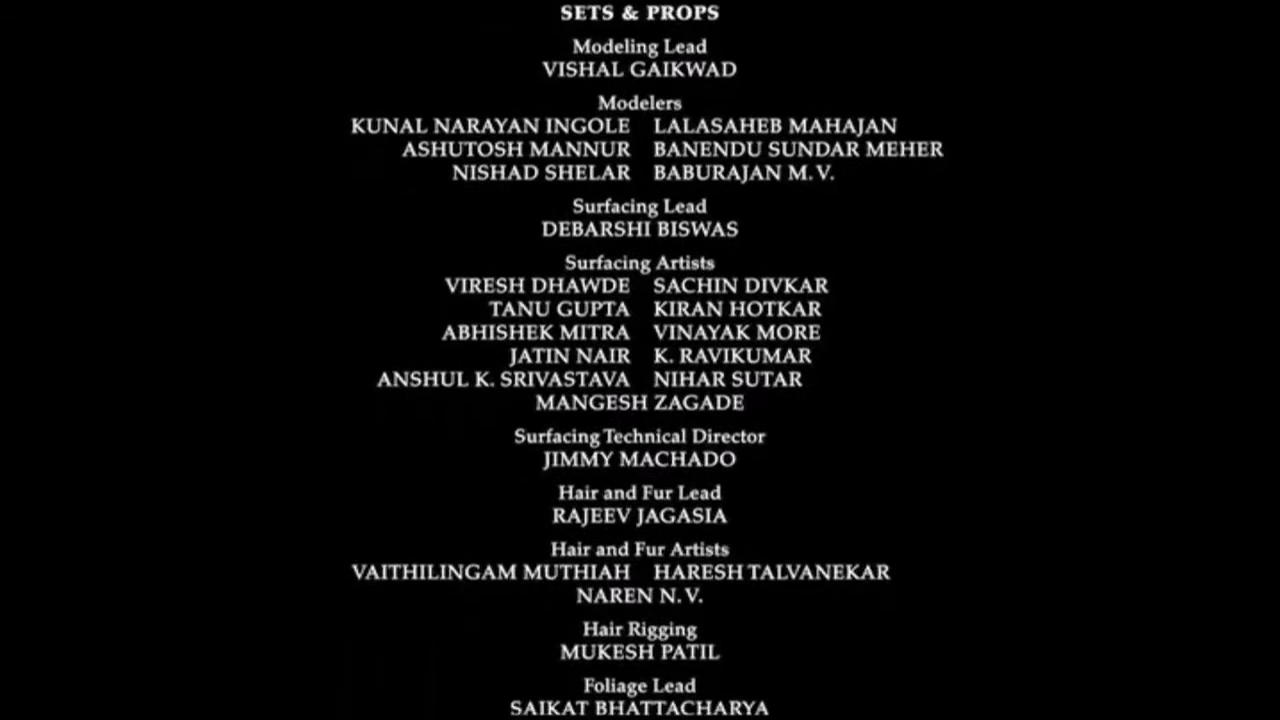 SETS & PROPS
Modeling Lead
VISHAL GAIKWAD
Modelers
KUNAL NARAYAN INGOLE LALASAHEB MAHAJAN
ASHUTOSH MANNUR BANENDU SUNDAR MEHER
NISHAD SHELAR BABURAJAN M. V.
Surfacing Lead
DEBARSHI BISWAS
Surfacing Artists
VIRESH DHAWDE SACHIN DIVKAR
TANU GUPTA KIRAN HOTKAR
ABHISHEK MITRA VINAYAK MORE
JATIN NAIR K. RAVIKUMAR
ANSHUL K. SRIVASTAVA NIHAR SUTAR
MANGESH ZAGADE
Surfacing Technical Director
JIMMY MACHADO
Hair and Fur Lead
RAJEEV JAGASIA
Hair and Fur Artists
VAITHILINGAM MUTHIAH HARESH TALVANEKAR
NAREN N. V.
Hair Rigging
MUKESH PATIL
Foliage Lead
SAIKAT BHATTACHARYA